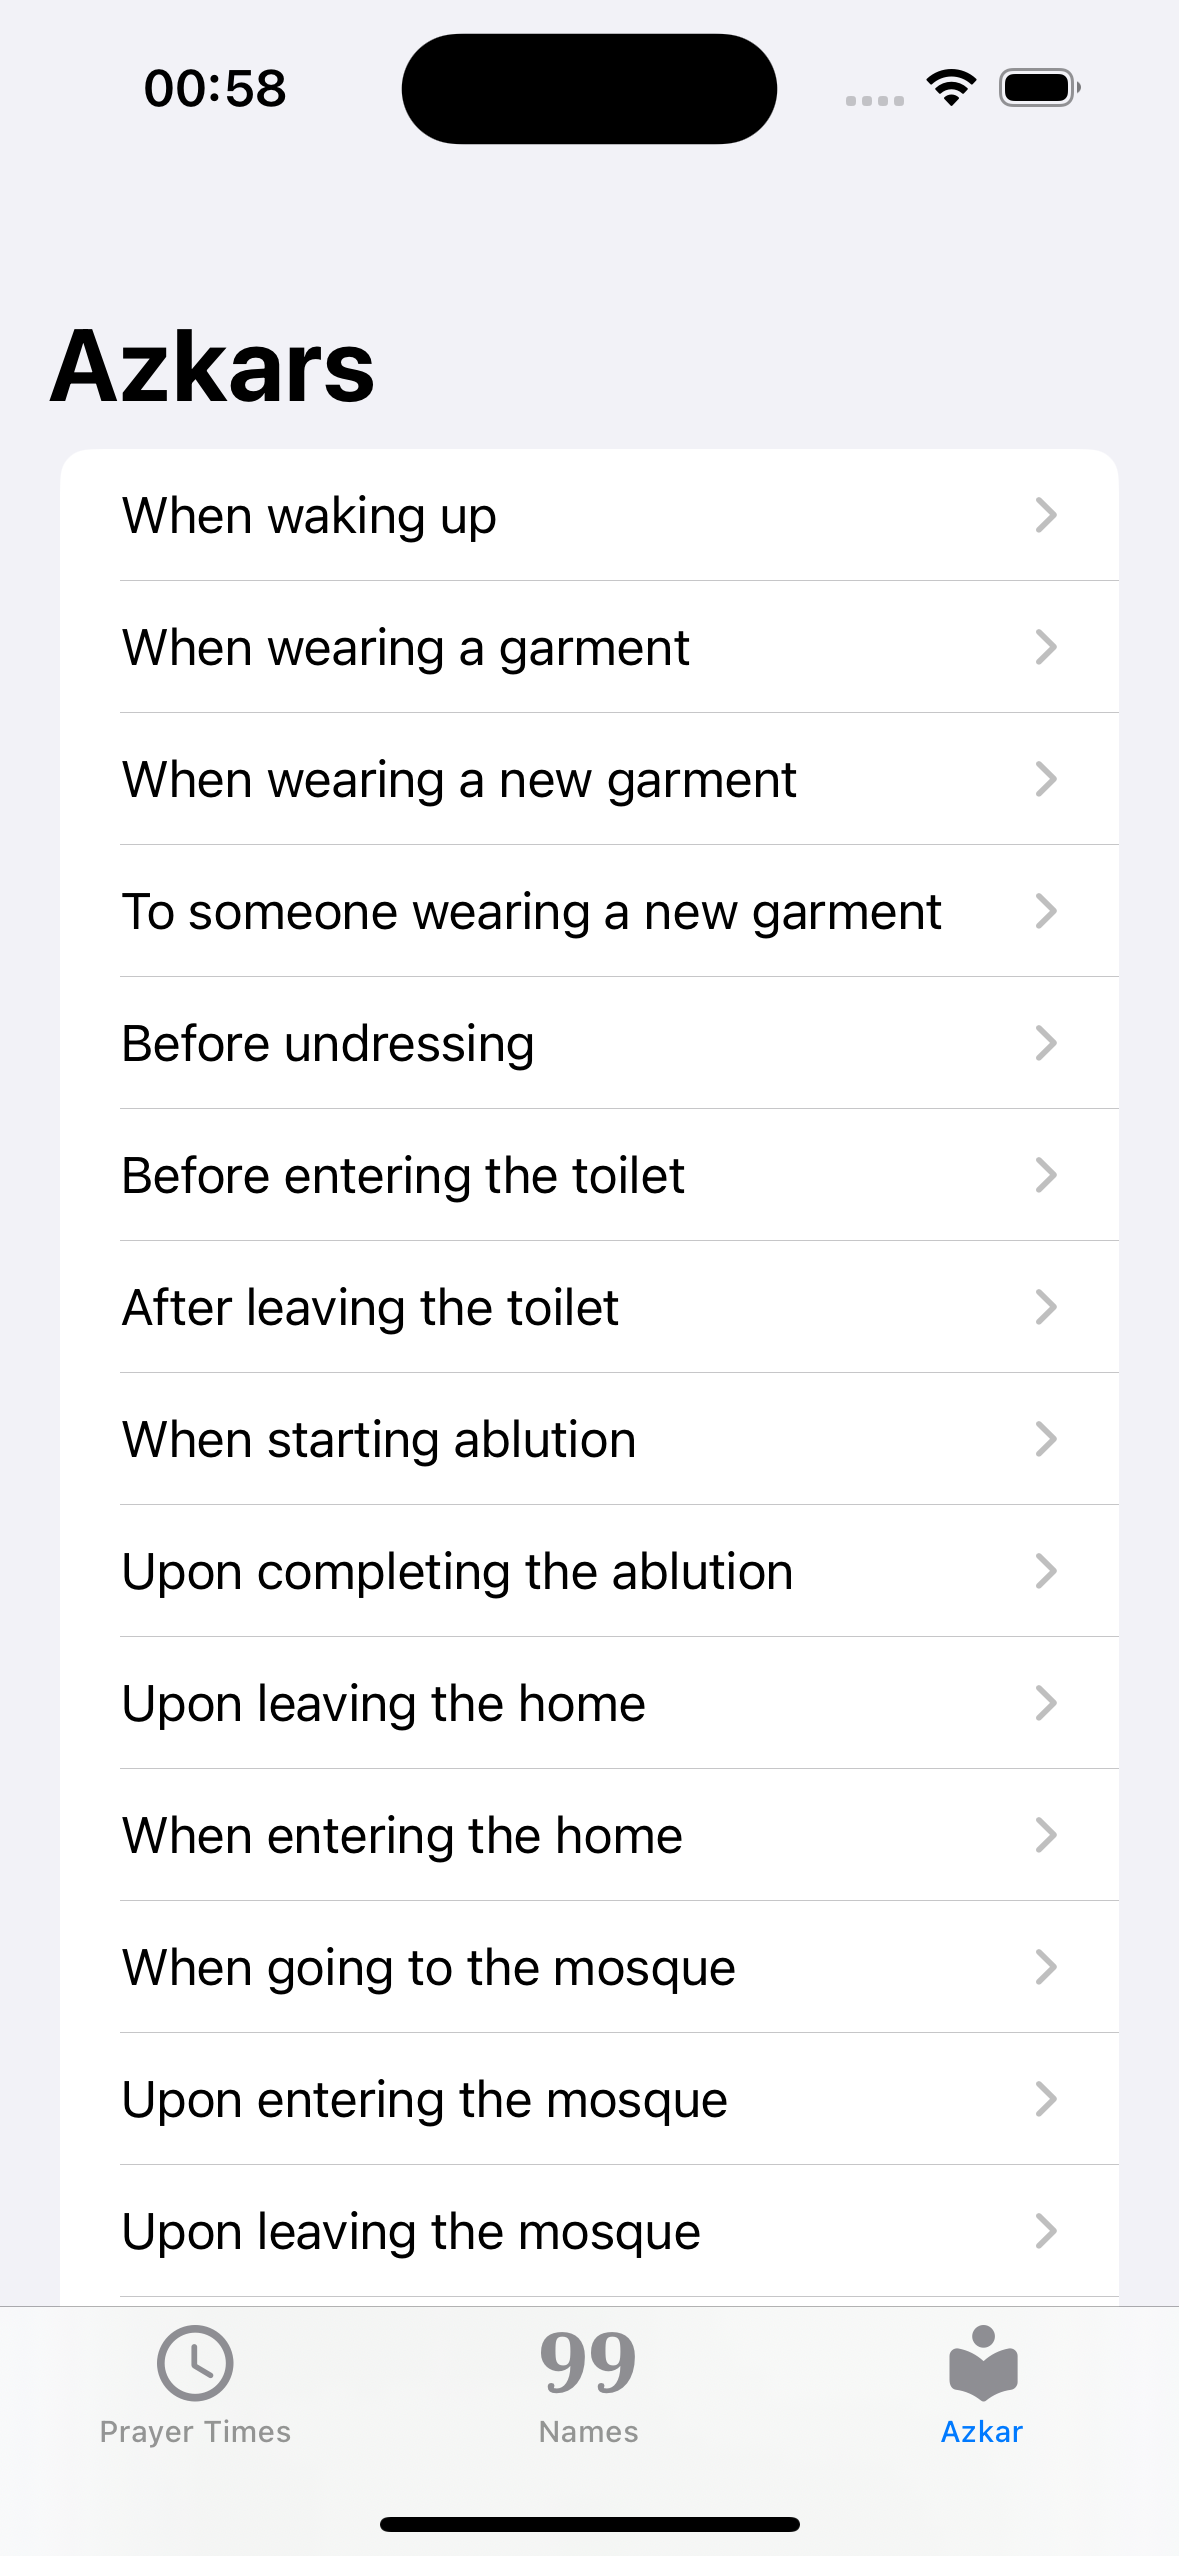 00:58
Azkars
When waking up
When wearing a garment
When wearing a new garment
To someone wearing a new garment
Before undressing
Before entering the toilet
After leaving the toilet
When starting ablution
Upon completing the ablution
Upon leaving the home
When entering the home
When going to the mosque
Upon entering the mosque
Upon leaving the mosque
99
Prayer Times
Names
Azkar